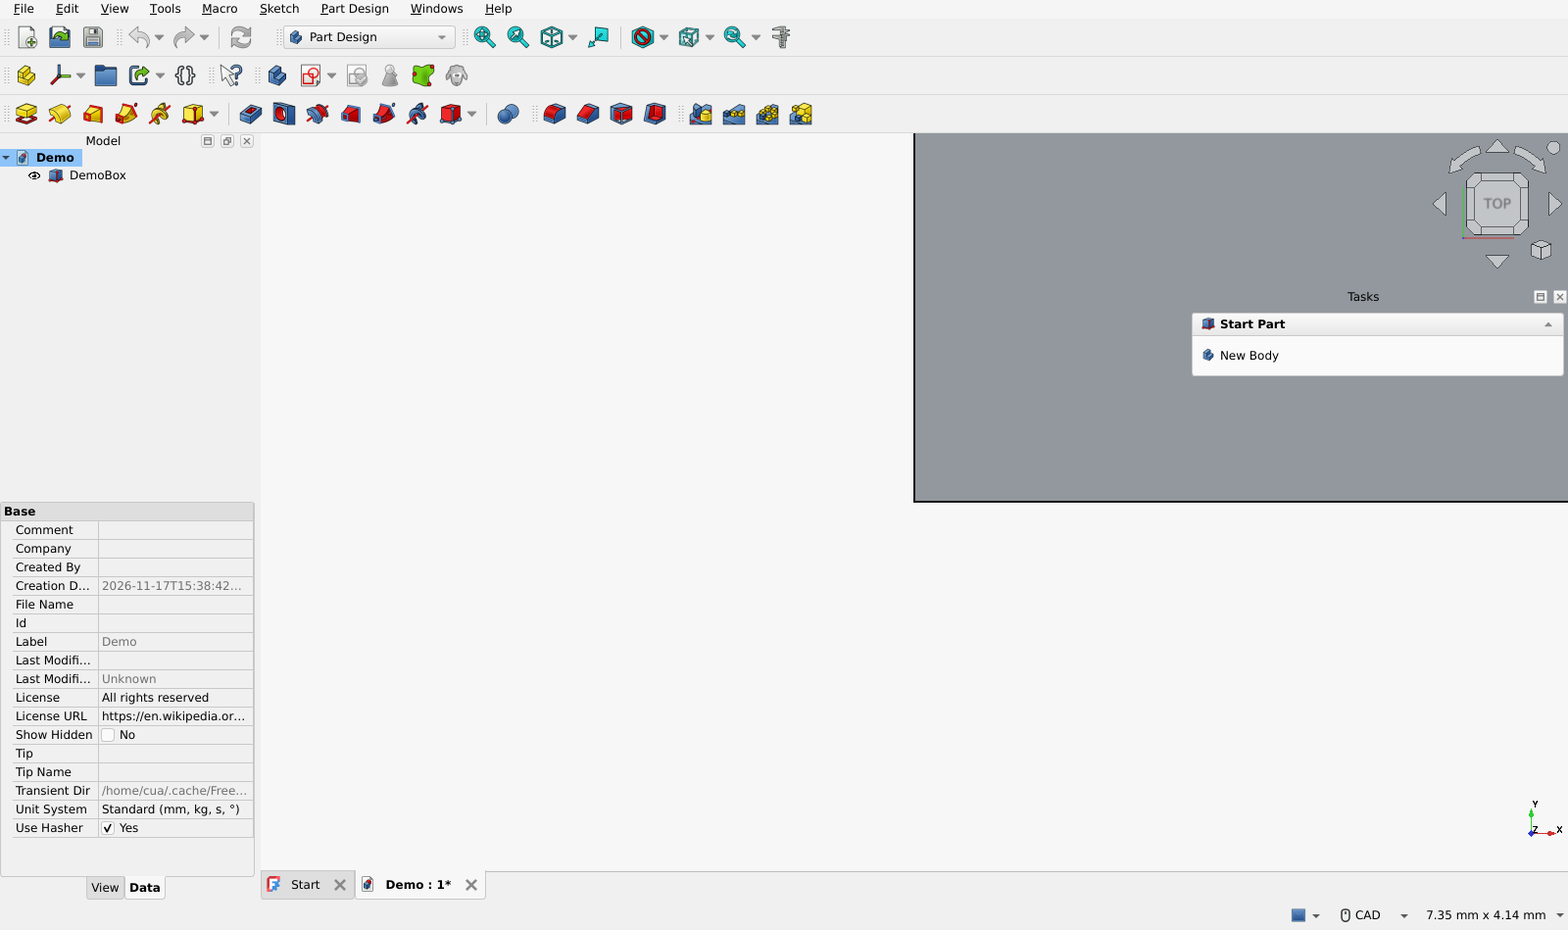 File Edit View Tools Macro Sketch Part Design Windows Help
Part Design
Model
Demo
DemoBox
TOP
Tasks
Start Part
New Body
Base
Comment
Company
Created By
Creation D... 2026-11-17T15:38:42...
File Name
Id
Label Demo
Last Modifi...
Last Modifi... Unknown
License All rights reserved
License URL https://en.wikipedia.or...
Show Hidden No
Tip
Tip Name
Transient Dir /home/cua/.cache/Free...
Unit System Standard (mm, kg, s, °)
Use Hasher Yes
Y
Z X
View Data
Start Demo : 1*
CAD 7.35 mm x 4.14 mm